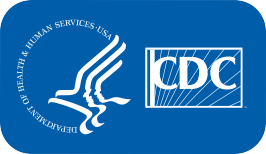 DEPARTMENT OF HEALTH & HUMAN SERVICES·USA
CDC